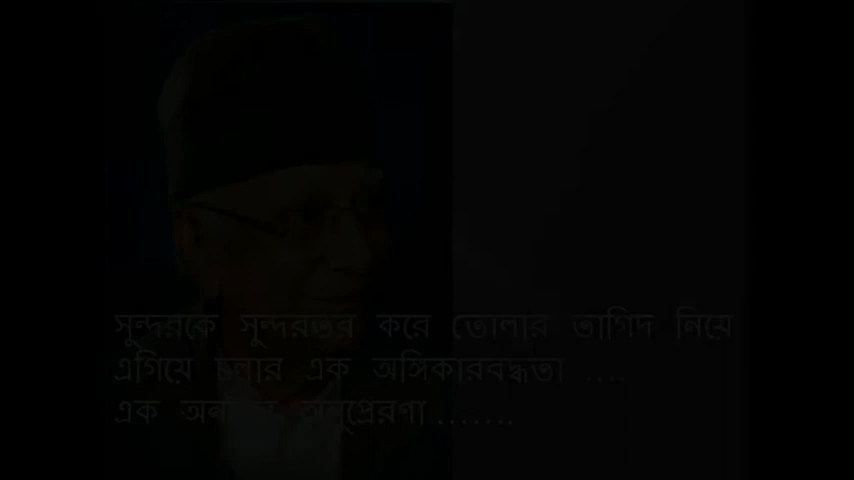 সুন্দরকে সুন্দরতর করে তোলার তাগিদ নিয়ে
এগিয়ে চলার এক অঙ্গিকারবদ্ধতা ....
এক অনুপ্রেরণা .......